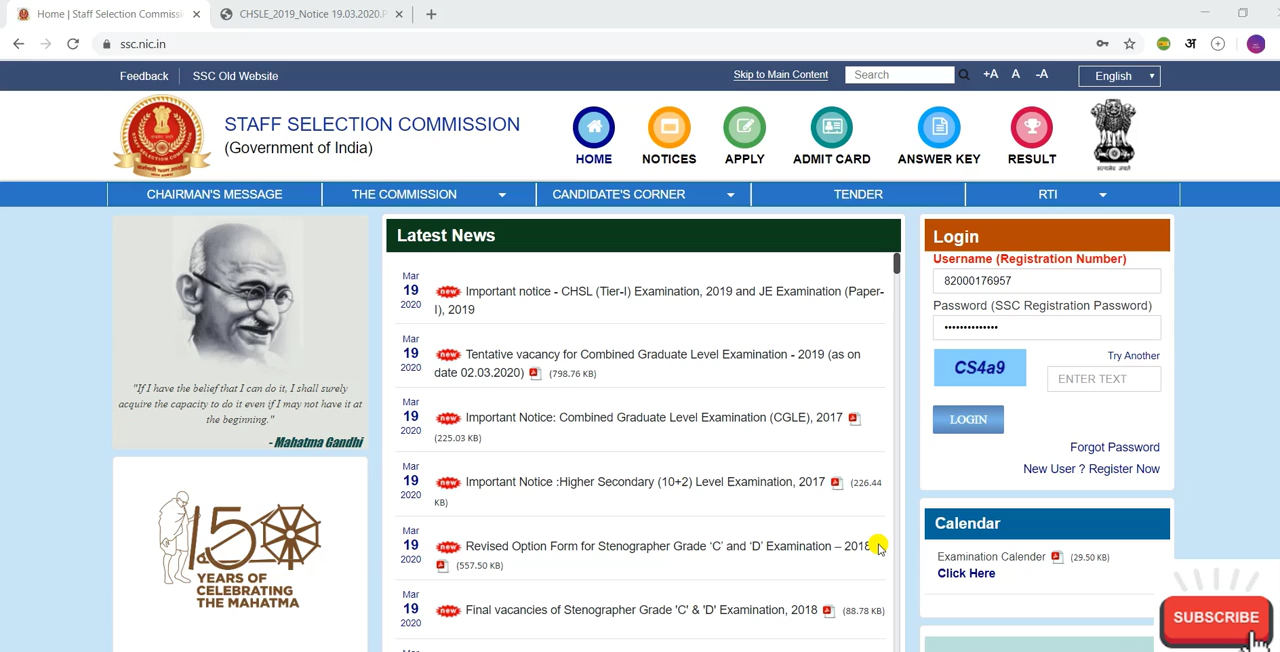 Home | Staff Selection Commissi
CHSLE_2019_Notice 19.03.2020.P
ssc.nic.in
अ
Feedback
SSC Old Website
Skip to Main Content
Search
+A A -A
English
STAFF SELECTION COMMISSION
(Government of India)
HOME
NOTICES
APPLY
ADMIT CARD
ANSWER KEY
RESULT
CHAIRMAN'S MESSAGE
THE COMMISSION
CANDIDATE'S CORNER
TENDER
RTI
"If I have the belief that I can do it, I shall surely
acquire the capacity to do it even if I may not have it at
the beginning."
- Mahatma Gandhi
150
YEARS OF
CELEBRATING
THE MAHATMA
Latest News
Mar
19
2020
new Important notice - CHSL (Tier-I) Examination, 2019 and JE Examination (Paper-
I), 2019
Mar
19
2020
new Tentative vacancy for Combined Graduate Level Examination - 2019 (as on
date 02.03.2020) (798.76 KB)
Mar
19
2020
new Important Notice: Combined Graduate Level Examination (CGLE), 2017
(225.03 KB)
Mar
19
2020
new Important Notice :Higher Secondary (10+2) Level Examination, 2017 (226.44
KB)
Mar
19
2020
new Revised Option Form for Stenographer Grade ‘C’ and ‘D’ Examination – 2018
(557.50 KB)
Mar
19
2020
new Final vacancies of Stenographer Grade 'C' & 'D' Examination, 2018 (88.78 KB)
Login
Username (Registration Number)
82000176957
Password (SSC Registration Password)
••••••••••••••
CS4a9
Try Another
ENTER TEXT
LOGIN
Forgot Password
New User ? Register Now
Calendar
Examination Calender (29.50 KB)
Click Here
SUBSCRIBE